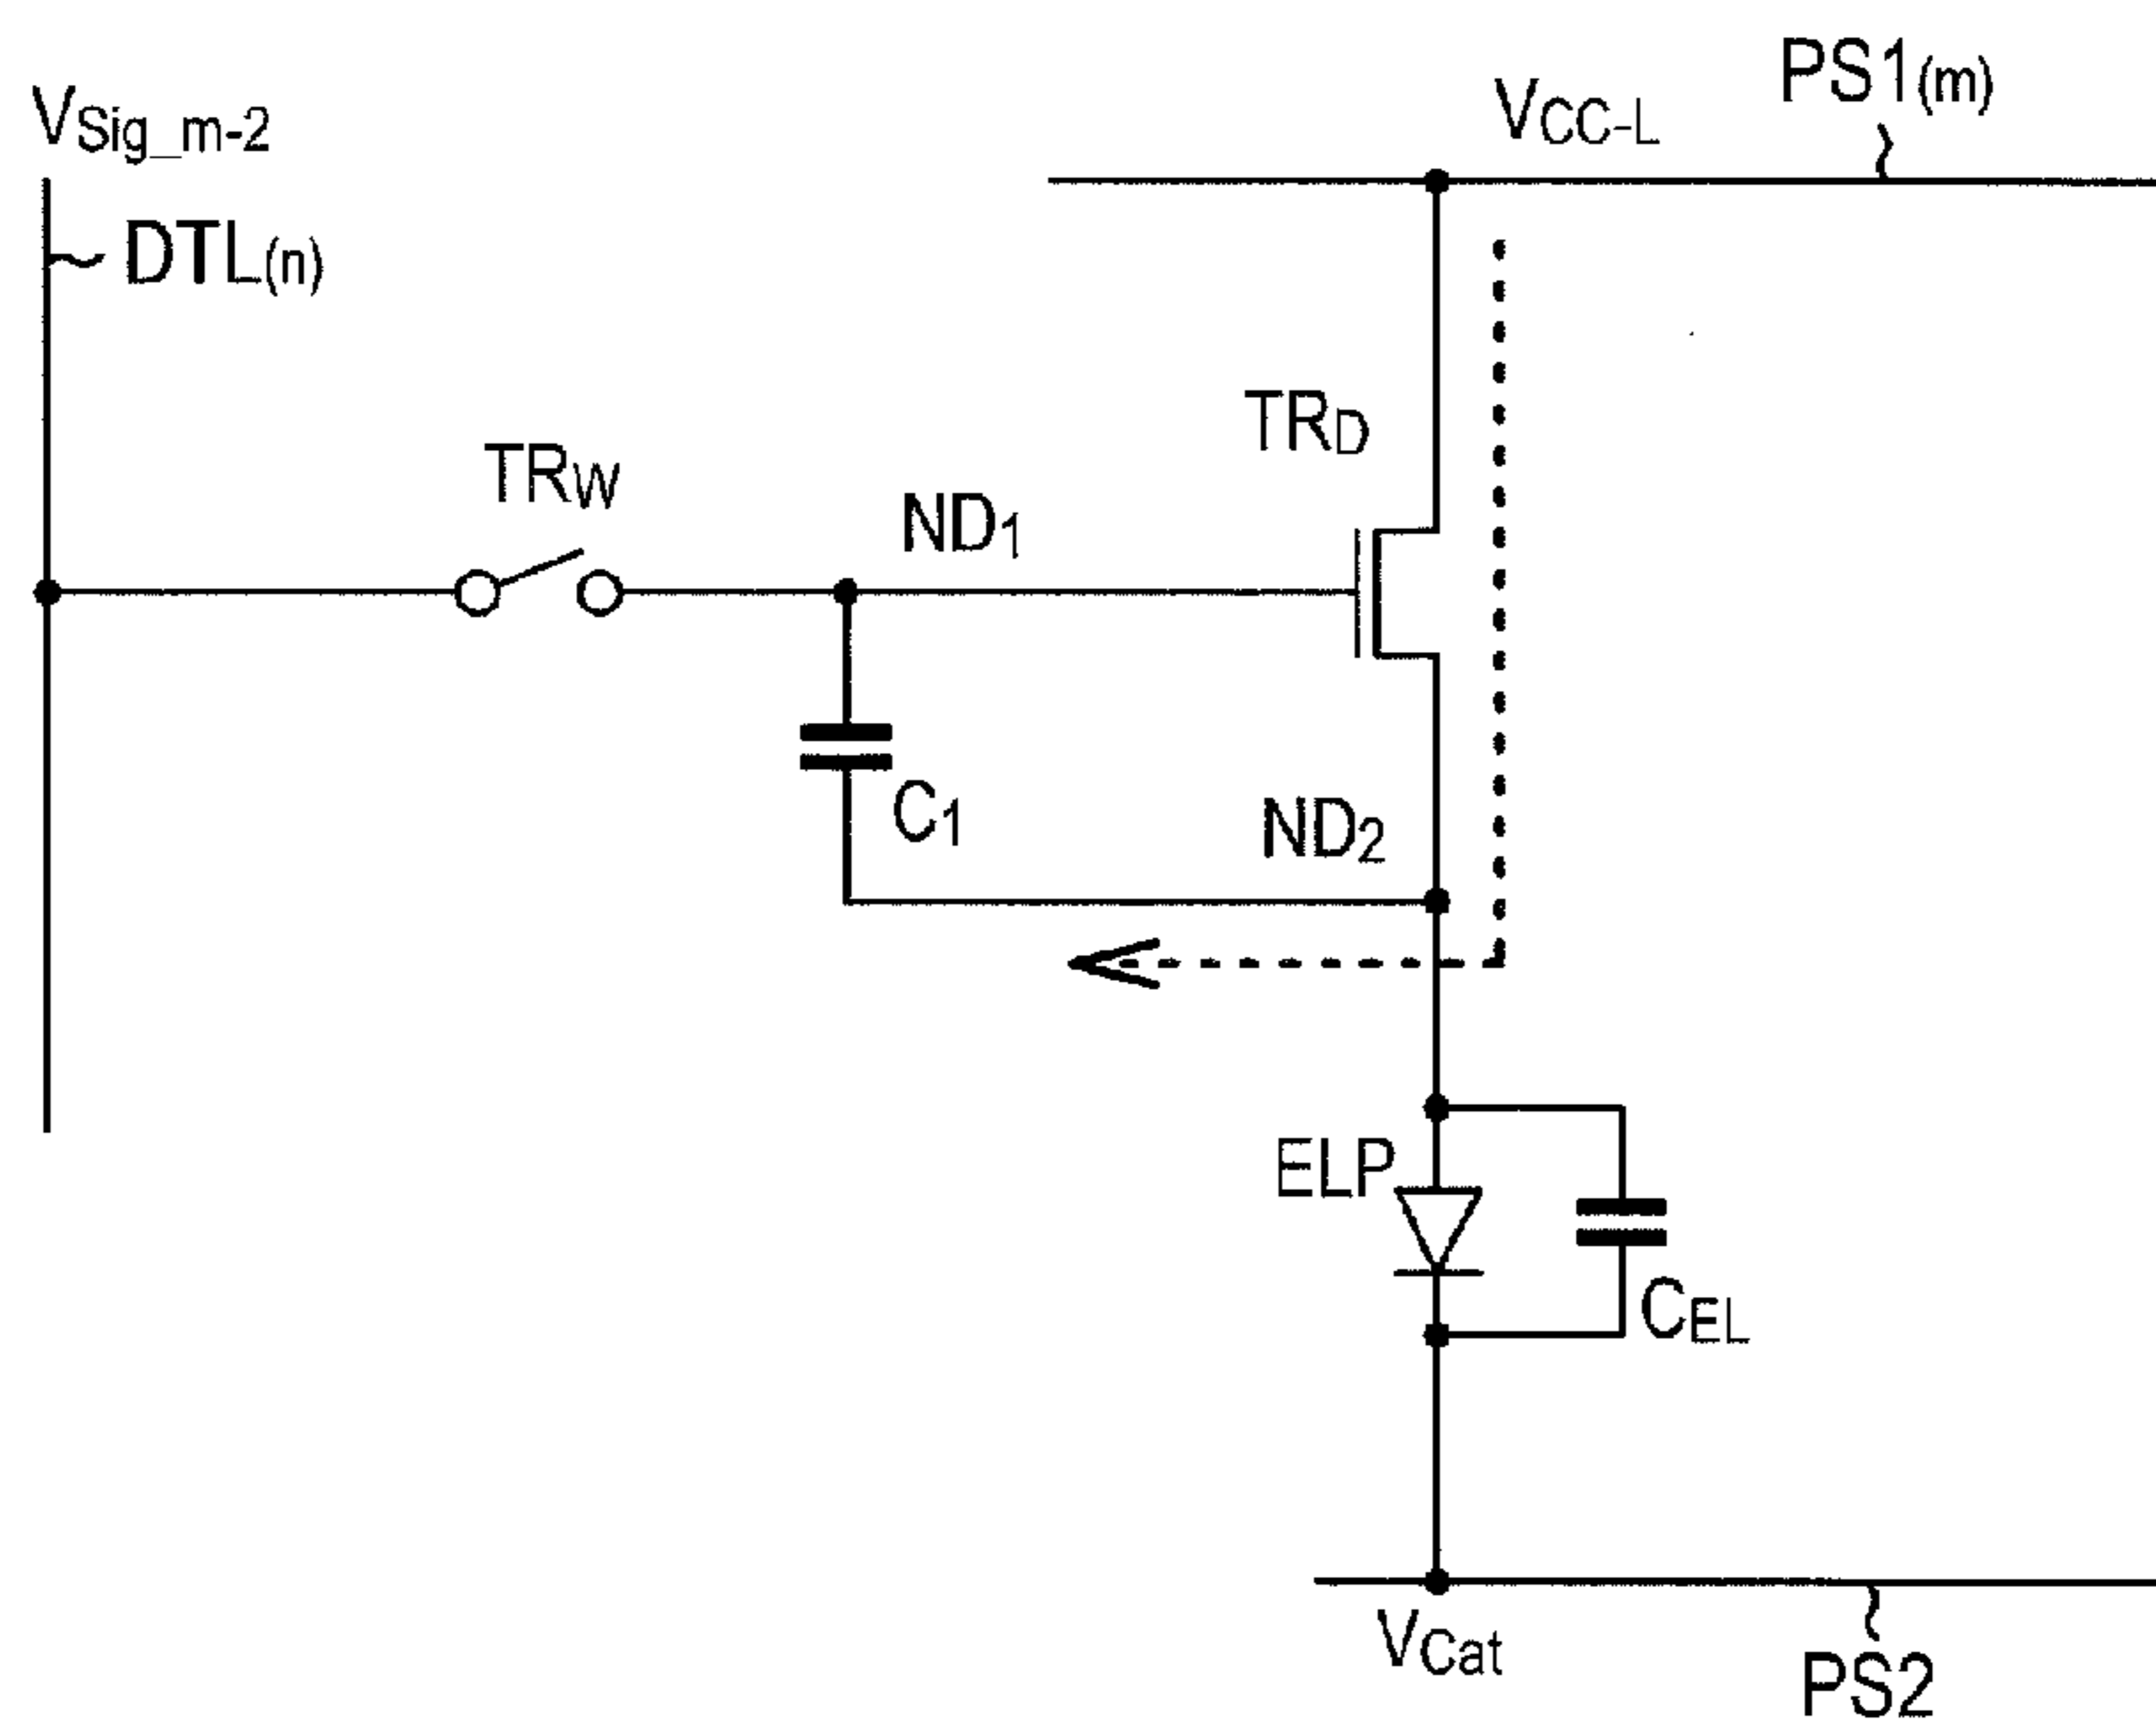 PS1(m)
VCC-L
VSig_m-2
DTL(n)
TRD
TRW
ND1
C1
ND2
ELP
CEL
VCat
PS2